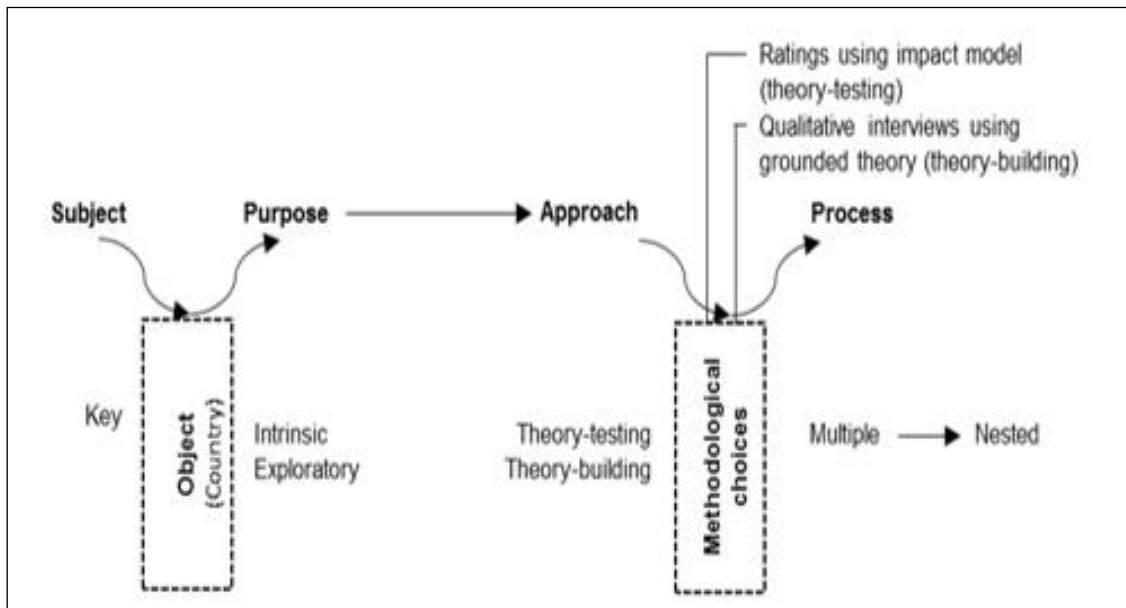 Ratings using impact model
(theory-testing)
Qualitative interviews using
grounded theory (theory-building)
Subject
Purpose
Approach
Process
Key
Object
{Country}
Intrinsic
Exploratory
Theory-testing
Theory-building
Methodological
choices
Multiple
Nested